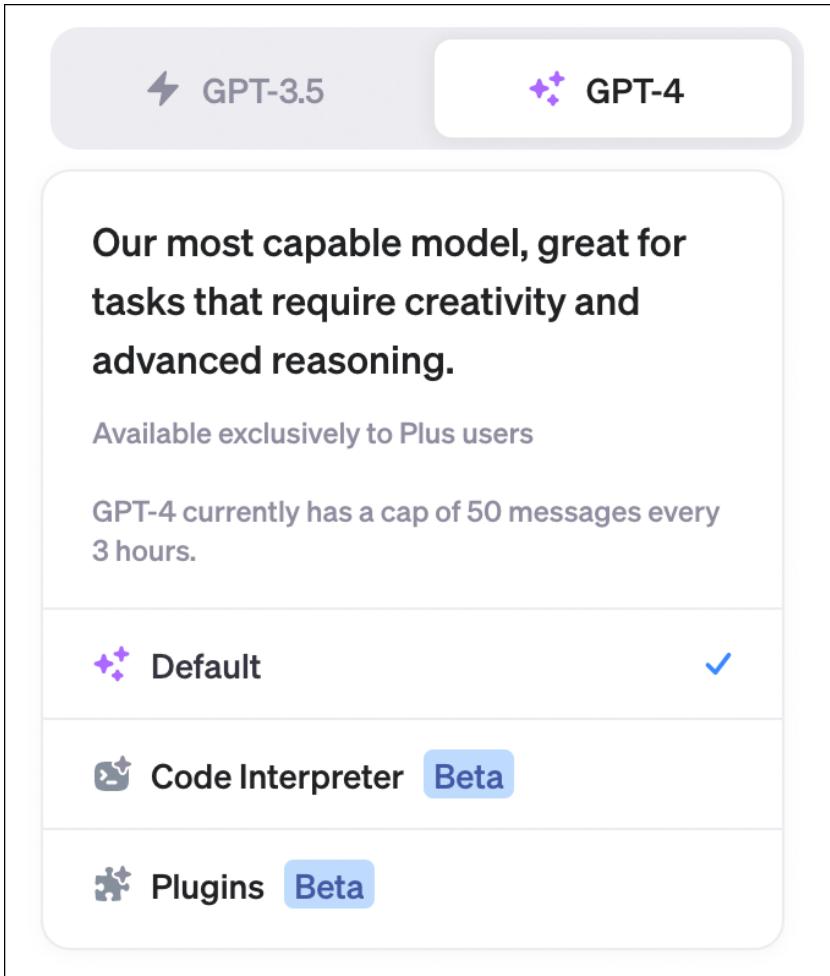 GPT-3.5
GPT-4
Our most capable model, great for
tasks that require creativity and
advanced reasoning.
Available exclusively to Plus users
GPT-4 currently has a cap of 50 messages every
3 hours.
Default
Code Interpreter Beta
Plugins Beta